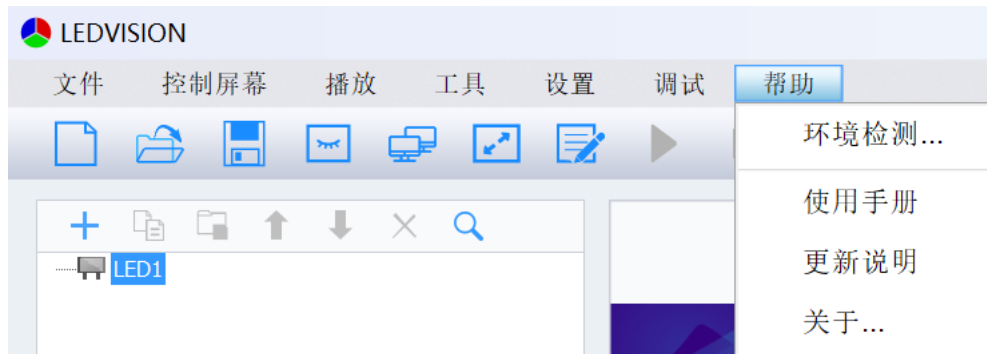 LEDVISION
文件 控制屏幕 播放 工具 设置 调试 帮助
环境检测...
使用手册
更新说明
关于...
LED1